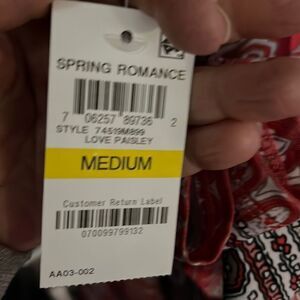 SPRING ROMANCE
7 06257 89736 2
STYLE 74519M899
LOVE PAISLEY
MEDIUM
Customer Return Label
070099799132
AA03-002